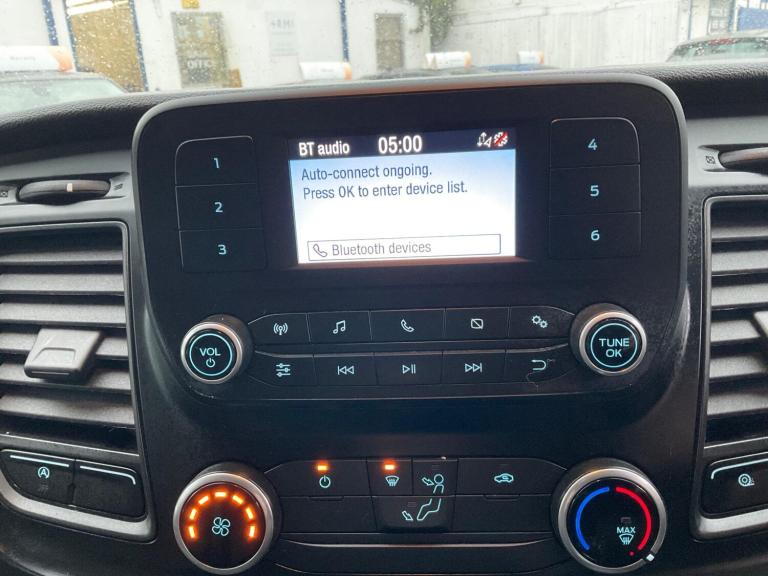 BT audio 05:00
Auto-connect ongoing.
Press OK to enter device list.
Bluetooth devices
1
2
3
4
5
6
VOL
TUNE
OK
A
MAX
OFFICE